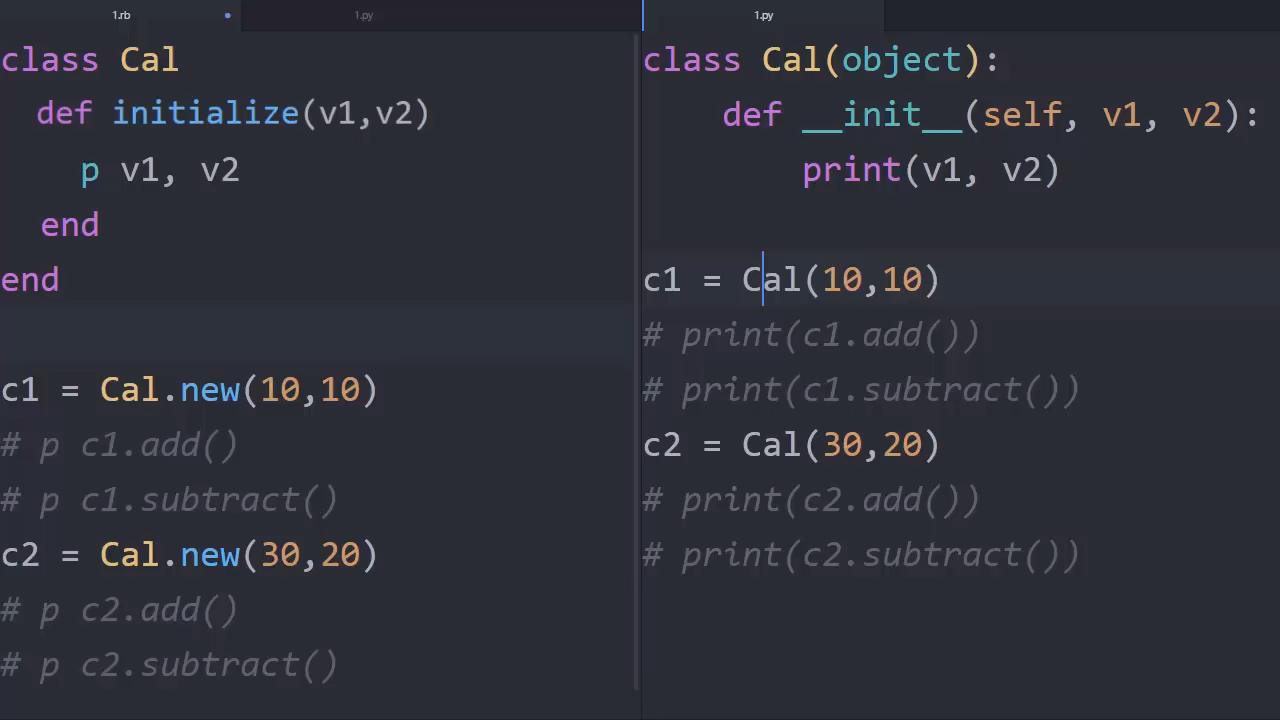 1.rb
1.py
class Cal
  def initialize(v1,v2)
    p v1, v2
  end
end
c1 = Cal.new(10,10)
# p c1.add()
# p c1.subtract()
c2 = Cal.new(30,20)
# p c2.add()
# p c2.subtract()
1.py
class Cal(object):
    def __init__(self, v1, v2):
        print(v1, v2)
c1 = Cal(10,10)
# print(c1.add())
# print(c1.subtract())
c2 = Cal(30,20)
# print(c2.add())
# print(c2.subtract())